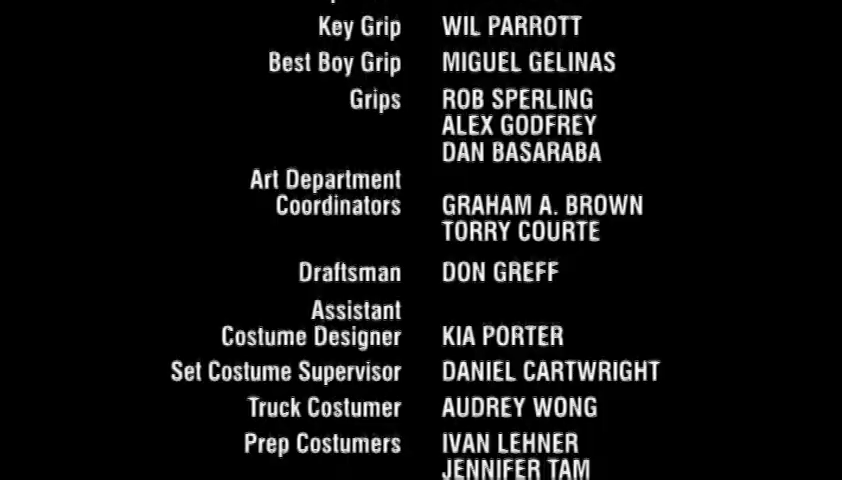 Key Grip WIL PARROTT
Best Boy Grip MIGUEL GELINAS
Grips ROB SPERLING
ALEX GODFREY
DAN BASARABA
Art Department
Coordinators GRAHAM A. BROWN
TORRY COURTE
Draftsman DON GREFF
Assistant
Costume Designer KIA PORTER
Set Costume Supervisor DANIEL CARTWRIGHT
Truck Costumer AUDREY WONG
Prep Costumers IVAN LEHNER
JENNIFER TAM